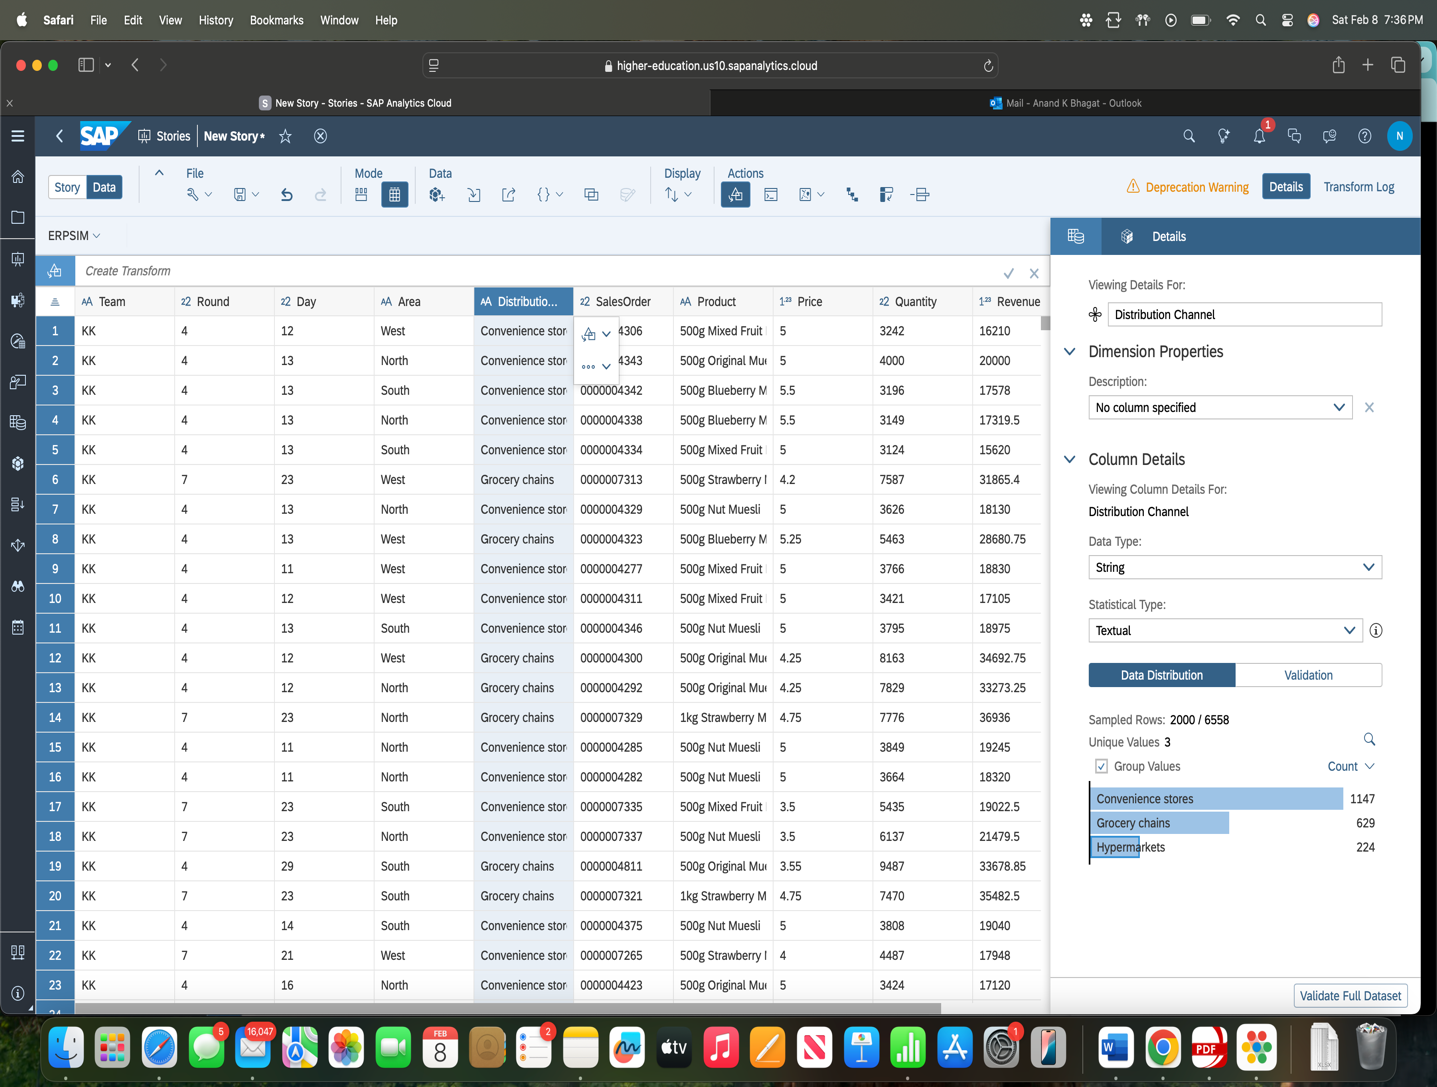 Safari File Edit View History Bookmarks Window Help Sat Feb 8 7:36 PM
higher-education.us10.sapanalytics.cloud
S New Story - Stories - SAP Analytics Cloud
Mail - Anand K Bhagat - Outlook
SAP Stories New Story* 1 N
Story Data
File Mode Data Display Actions
Deprecation Warning Details Transform Log
ERPSIM
Create Transform
Team Round Day Area Distributio... SalesOrder Product Price Quantity Revenue
1 KK 4 12 West Convenience stor 4306 500g Mixed Fruit 5 3242 16210
2 KK 4 13 North Convenience stor 4343 500g Original Mu 5 4000 20000
3 KK 4 13 South Convenience stor 0000004342 500g Blueberry M 5.5 3196 17578
4 KK 4 13 North Convenience stor 0000004338 500g Blueberry M 5.5 3149 17319.5
5 KK 4 13 South Convenience stor 0000004334 500g Mixed Fruit 5 3124 15620
6 KK 7 23 West Grocery chains 0000007313 500g Strawberry 4.2 7587 31865.4
7 KK 4 13 North Convenience stor 0000004329 500g Nut Muesli 5 3626 18130
8 KK 4 13 West Grocery chains 0000004323 500g Blueberry M 5.25 5463 28680.75
9 KK 4 11 West Convenience stor 0000004277 500g Mixed Fruit 5 3766 18830
10 KK 4 12 West Convenience stor 0000004311 500g Mixed Fruit 5 3421 17105
11 KK 4 13 South Convenience stor 0000004346 500g Nut Muesli 5 3795 18975
12 KK 4 12 West Grocery chains 0000004300 500g Original Mu 4.25 8163 34692.75
13 KK 4 12 North Grocery chains 0000004292 500g Original Mu 4.25 7829 33273.25
14 KK 7 23 North Grocery chains 0000007329 1kg Strawberry M 4.75 7776 36936
15 KK 4 11 North Convenience stor 0000004285 500g Nut Muesli 5 3849 19245
16 KK 4 11 North Convenience stor 0000004282 500g Nut Muesli 5 3664 18320
17 KK 7 23 South Convenience stor 0000007335 500g Mixed Fruit 3.5 5435 19022.5
18 KK 7 23 North Convenience stor 0000007337 500g Nut Muesli 3.5 6137 21479.5
19 KK 4 29 South Grocery chains 0000004811 500g Original Mu 3.55 9487 33678.85
20 KK 7 23 South Grocery chains 0000007321 1kg Strawberry M 4.75 7470 35482.5
21 KK 4 14 South Convenience stor 0000004375 500g Nut Muesli 5 3808 19040
22 KK 7 21 West Convenience stor 0000007265 500g Strawberry 4 4487 17948
23 KK 4 16 North Convenience stor 0000004423 500g Original Mu 5 3424 17120
Details
Viewing Details For:
Distribution Channel
Dimension Properties
Description:
No column specified
Column Details
Viewing Column Details For:
Distribution Channel
Data Type:
String
Statistical Type:
Textual
Data Distribution Validation
Sampled Rows: 2000 / 6558
Unique Values 3
Group Values Count
Convenience stores 1147
Grocery chains 629
Hypermarkets 224
Validate Full Dataset
5 16,047 FEB 8 2 tv 1 W PDF